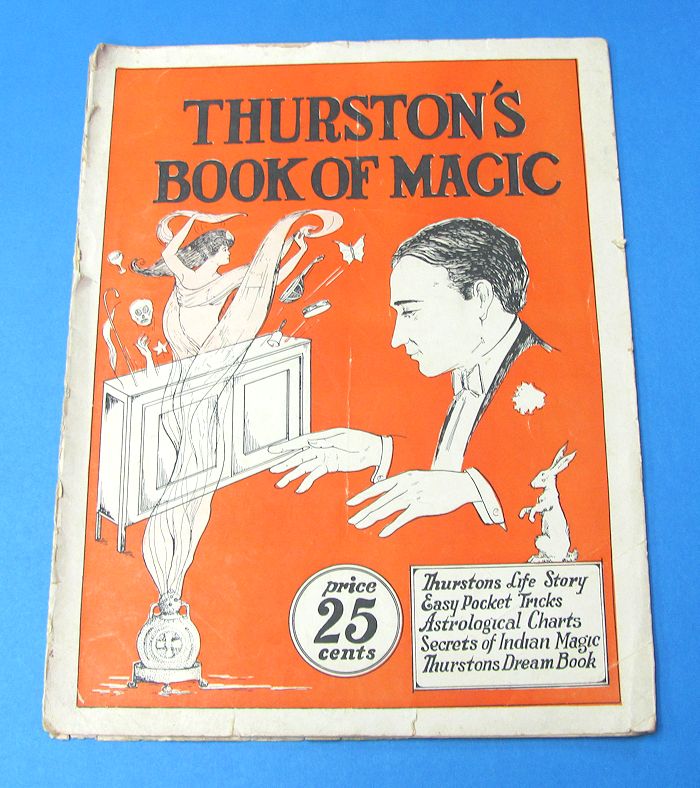 THURSTON'S
BOOK OF MAGIC
price
25
cents
Thurstons Life Story
Easy Pocket Tricks
Astrological Charts
Secrets of Indian Magic
Thurstons Dream Book